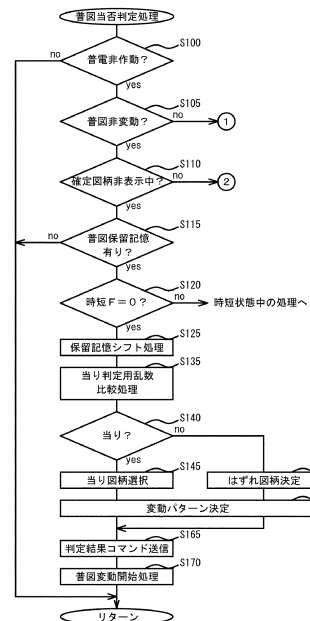 普図当否判定処理
S100
普電非作動？
no
yes
S105
普図非変動？
no
1
yes
S110
確定図柄非表示中？
no
2
yes
S115
普図保留記憶
有り？
no
yes
S120
時短F＝0？
no
時短状態中の処理へ
yes
S125
保留記憶シフト処理
S135
当り判定用乱数
比較処理
S140
当り？
no
yes
S145
当り図柄選択
はずれ図柄決定
変動パターン決定
S165
判定結果コマンド送信
S170
普図変動開始処理
リターン